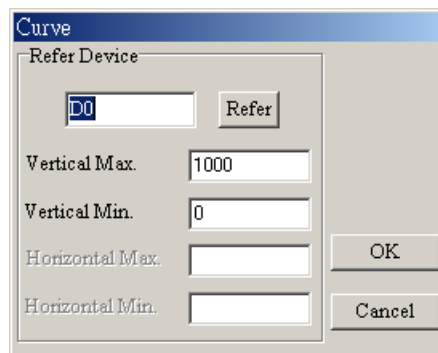 Curve
Refer Device
D0 Refer
Vertical Max. 1000
Vertical Min. 0
Horizontal Max.
OK
Horizontal Min.
Cancel